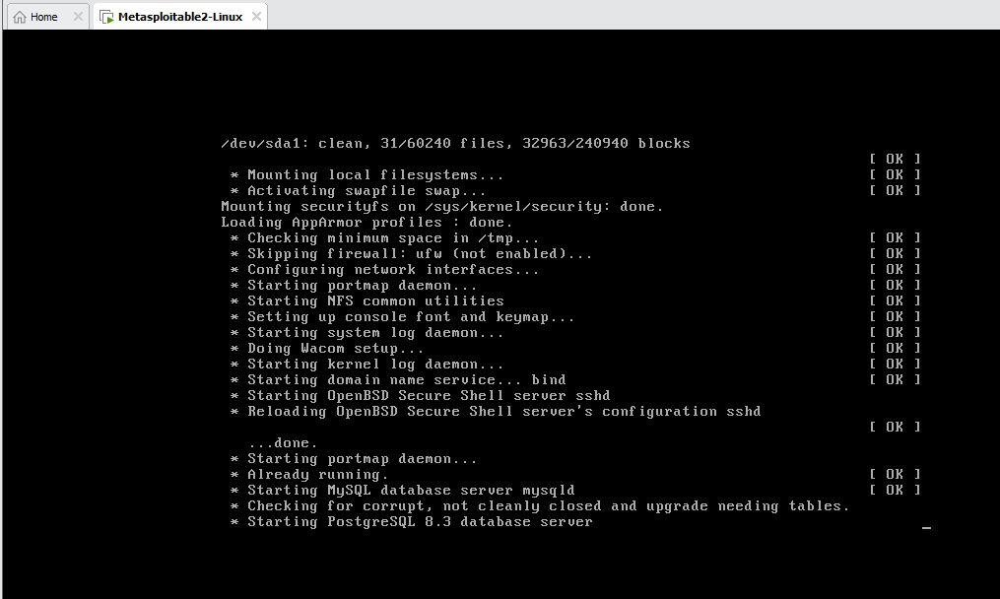 Home
Metasploitable2-Linux
/dev/sda1: clean, 31/60240 files, 32963/240940 blocks
[ OK ]
* Mounting local filesystems... [ OK ]
* Activating swapfile swap... [ OK ]
Mounting securityfs on /sys/kernel/security: done.
Loading AppArmor profiles : done.
* Checking minimum space in /tmp... [ OK ]
* Skipping firewall: ufw (not enabled)... [ OK ]
* Configuring network interfaces... [ OK ]
* Starting portmap daemon... [ OK ]
* Starting NFS common utilities [ OK ]
* Setting up console font and keymap... [ OK ]
* Starting system log daemon... [ OK ]
* Doing Wacom setup... [ OK ]
* Starting kernel log daemon... [ OK ]
* Starting domain name service... bind [ OK ]
* Starting OpenBSD Secure Shell server sshd
* Reloading OpenBSD Secure Shell server's configuration sshd
[ OK ]
...done.
* Starting portmap daemon...
* Already running. [ OK ]
* Starting MySQL database server mysqld [ OK ]
* Checking for corrupt, not cleanly closed and upgrade needing tables.
* Starting PostgreSQL 8.3 database server